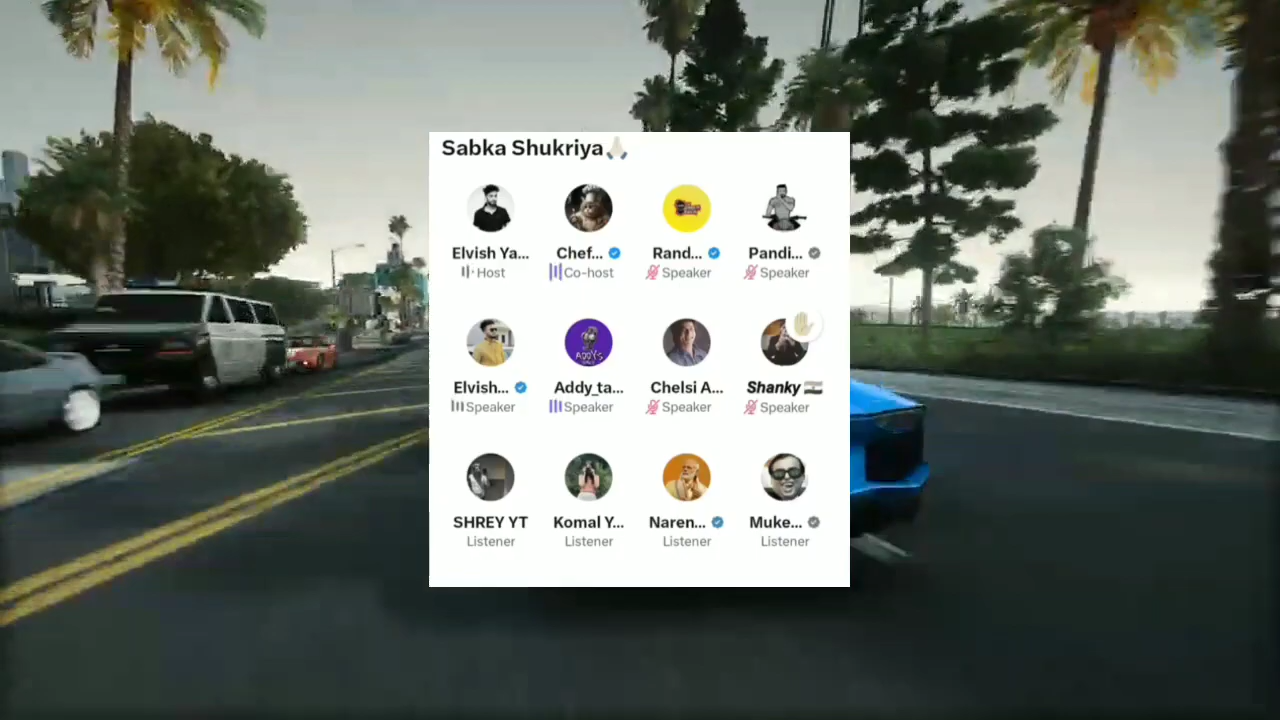 Sabka Shukriya🙏🏻
Elvish Ya... Chef... Rand... Pandi...
Host Co-host Speaker Speaker
ADDYS
Elvish... Addy_ta... Chelsi A... Shanky
Speaker Speaker Speaker Speaker
SHREY YT Komal Y... Naren... Muke...
Listener Listener Listener Listener